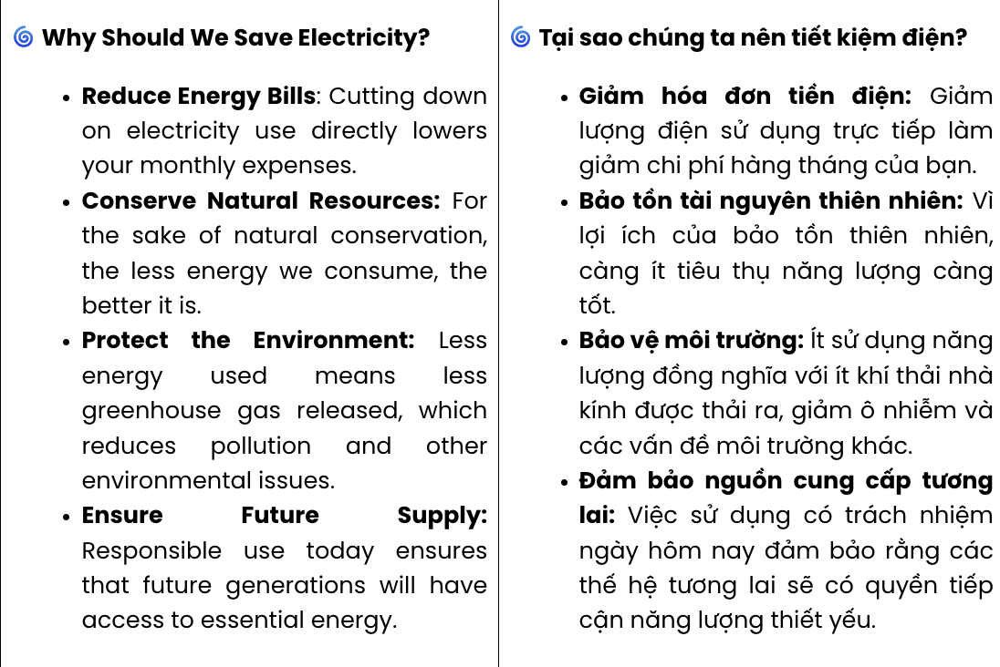 🌀 Why Should We Save Electricity?
• Reduce Energy Bills: Cutting down
on electricity use directly lowers
your monthly expenses.
• Conserve Natural Resources: For
the sake of natural conservation,
the less energy we consume, the
better it is.
• Protect the Environment: Less
energy used means less
greenhouse gas released, which
reduces pollution and other
environmental issues.
• Ensure Future Supply:
Responsible use today ensures
that future generations will have
access to essential energy.
🌀 Tại sao chúng ta nên tiết kiệm điện?
• Giảm hóa đơn tiền điện: Giảm
lượng điện sử dụng trực tiếp làm
giảm chi phí hàng tháng của bạn.
• Bảo tồn tài nguyên thiên nhiên: Vì
lợi ích của bảo tồn thiên nhiên,
càng ít tiêu thụ năng lượng càng
tốt.
• Bảo vệ môi trường: Ít sử dụng năng
lượng đồng nghĩa với ít khí thải nhà
kính được thải ra, giảm ô nhiễm và
các vấn đề môi trường khác.
• Đảm bảo nguồn cung cấp tương
lai: Việc sử dụng có trách nhiệm
ngày hôm nay đảm bảo rằng các
thế hệ tương lai sẽ có quyền tiếp
cận năng lượng thiết yếu.